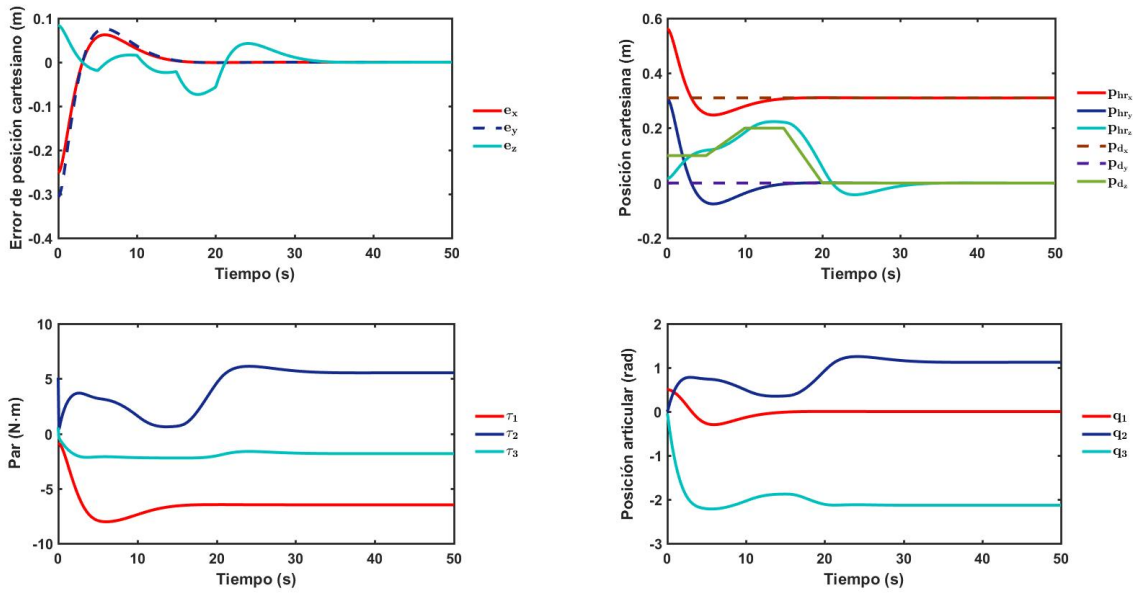 Error de posición cartesiano (m)
0.1
0
-0.1
-0.2
-0.3
-0.4
0 10 20 30 40 50
Tiempo (s)
e_x
e_y
e_z
Posición cartesiana (m)
0.6
0.4
0.2
0
-0.2
0 10 20 30 40 50
Tiempo (s)
p_hr_x
p_hr_y
p_hr_z
p_d_x
p_d_y
p_d_z
Par (N·m)
10
5
0
-5
-10
0 10 20 30 40 50
Tiempo (s)
τ_1
τ_2
τ_3
Posición articular (rad)
2
1
0
-1
-2
-3
0 10 20 30 40 50
Tiempo (s)
q_1
q_2
q_3